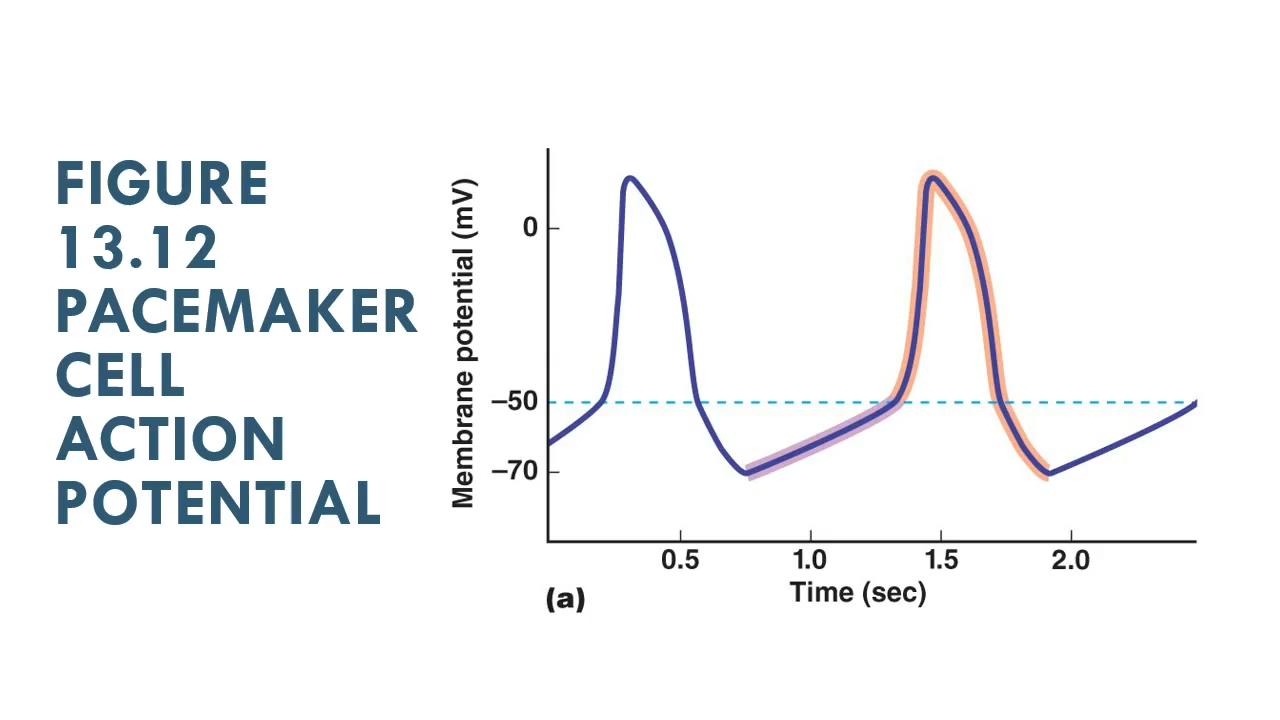 FIGURE
13.12
PACEMAKER
CELL
ACTION
POTENTIAL
Membrane potential (mV)
0
–50
–70
0.5
1.0
1.5
2.0
Time (sec)
(a)